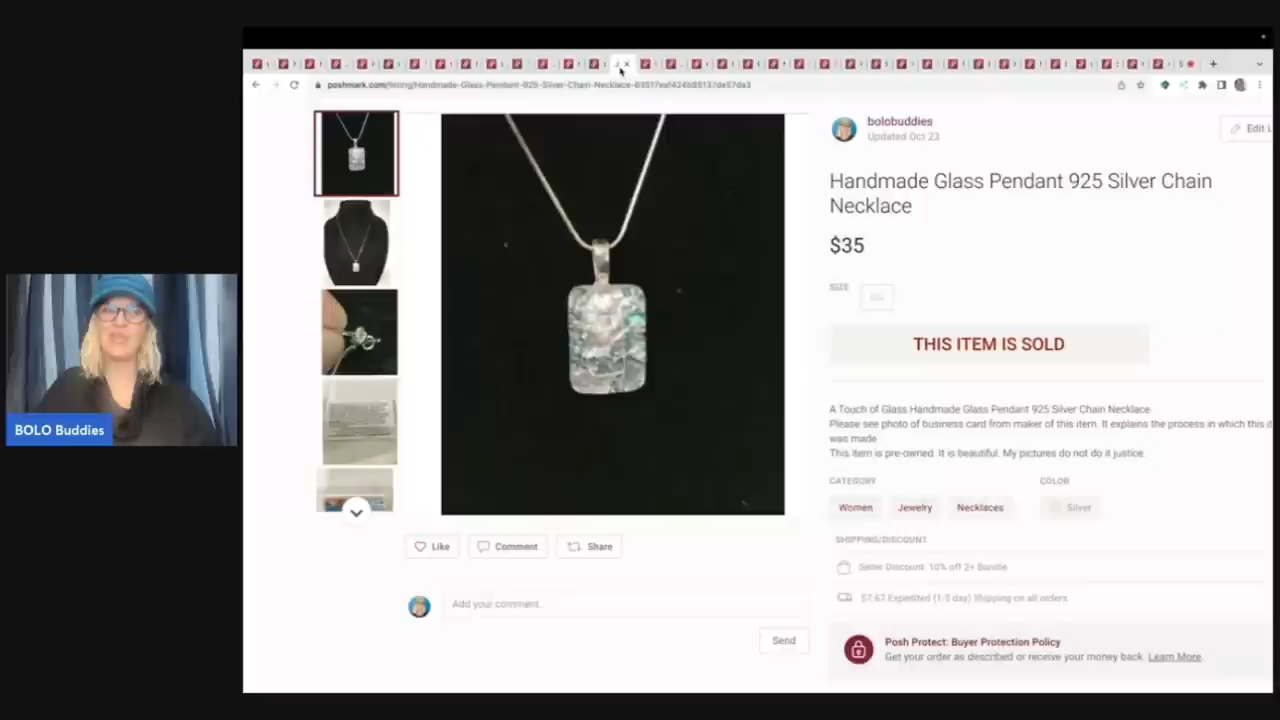 poshmark.com/listing/Handmade-Glass-Pendant-925-Silver-Chain-Necklace-
bolobuddies
Updated Oct 23
Edit L
Handmade Glass Pendant 925 Silver Chain
Necklace
$35
SIZE
THIS ITEM IS SOLD
A Touch of Glass Handmade Glass Pendant 925 Silver Chain Necklace
Please see photo of business card from maker of this item. It explains the process in which this it
was made
This item is pre-owned. It is beautiful. My pictures do not do it justice.
CATEGORY
COLOR
Women
Jewelry
Necklaces
Silver
SHIPPING/DISCOUNT
Seller Discount: 10% off 2+ Bundle
$7.67 Expedited (1-3 day) Shipping on all orders
Like
Comment
Share
Add your comment
Send
Posh Protect: Buyer Protection Policy
Get your order as described or receive your money back. Learn More.
BOLO Buddies